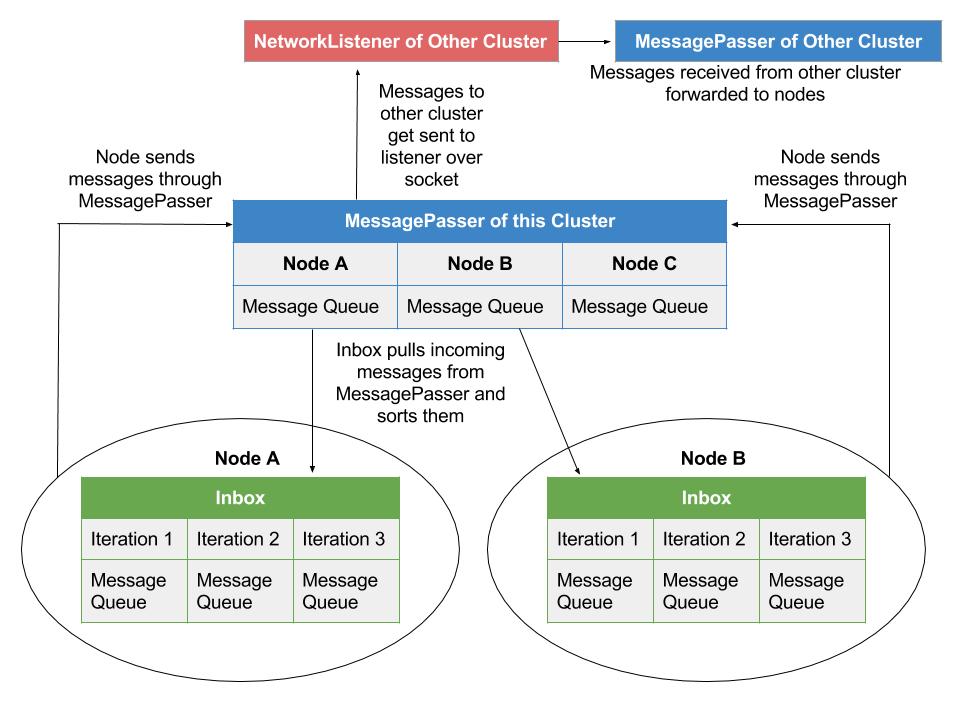 NetworkListener of Other Cluster
MessagePasser of Other Cluster
Messages received from other cluster
forwarded to nodes
Messages to
other cluster
get sent to
listener over
socket
Node sends
messages through
MessagePasser
Node sends
messages through
MessagePasser
MessagePasser of this Cluster
Node A
Node B
Node C
Message Queue
Message Queue
Message Queue
Inbox pulls incoming
messages from
MessagePasser and
sorts them
Node A
Inbox
Iteration 1
Iteration 2
Iteration 3
Message
Queue
Message
Queue
Message
Queue
Node B
Inbox
Iteration 1
Iteration 2
Iteration 3
Message
Queue
Message
Queue
Message
Queue